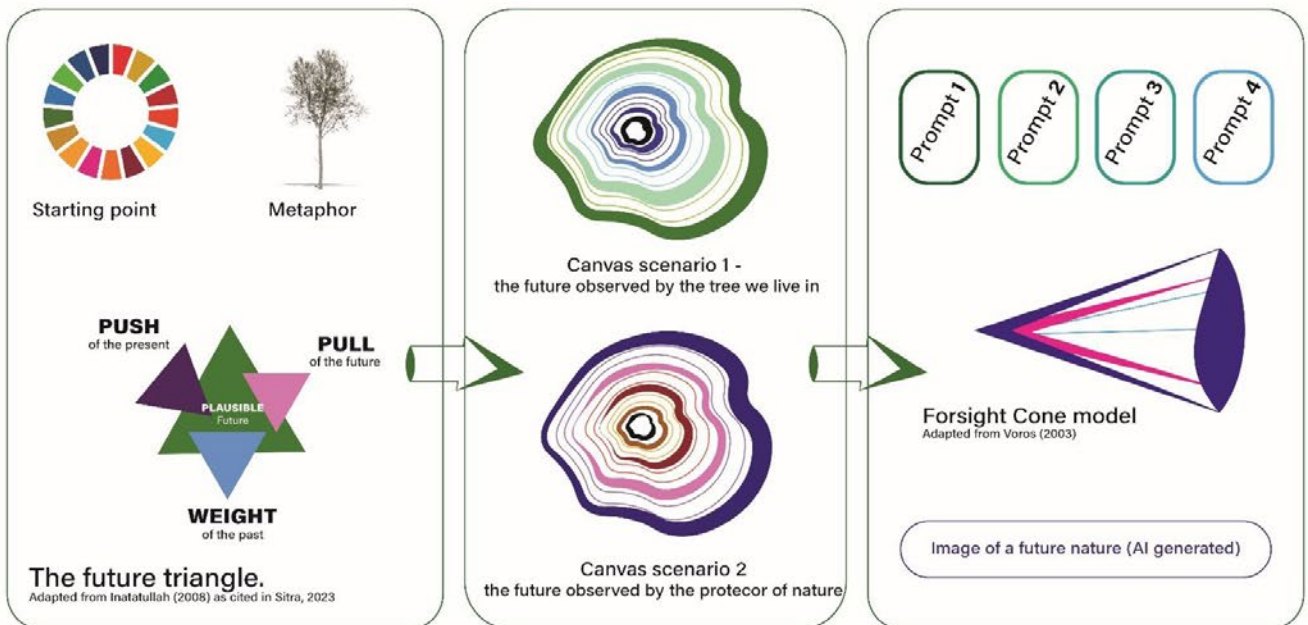 Starting point
Metaphor
PUSH
of the present
PULL
of the future
PLAUSIBLE
Future
WEIGHT
of the past
The future triangle.
Adapted from Inatatullah (2008) as cited in Sitra, 2023
Canvas scenario 1 -
the future observed by the tree we live in
Canvas scenario 2
the future observed by the protecor of nature
Prompt 1
Prompt 2
Prompt 3
Prompt 4
Forsight Cone model
Adapted from Voros (2003)
Image of a future nature (AI generated)